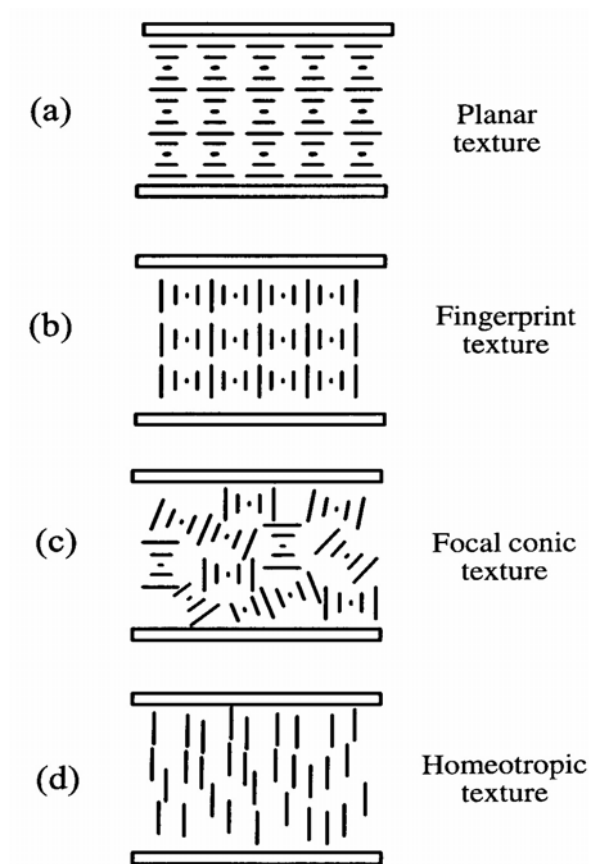 (a)
Planar
texture
(b)
Fingerprint
texture
(c)
Focal conic
texture
(d)
Homeotropic
texture